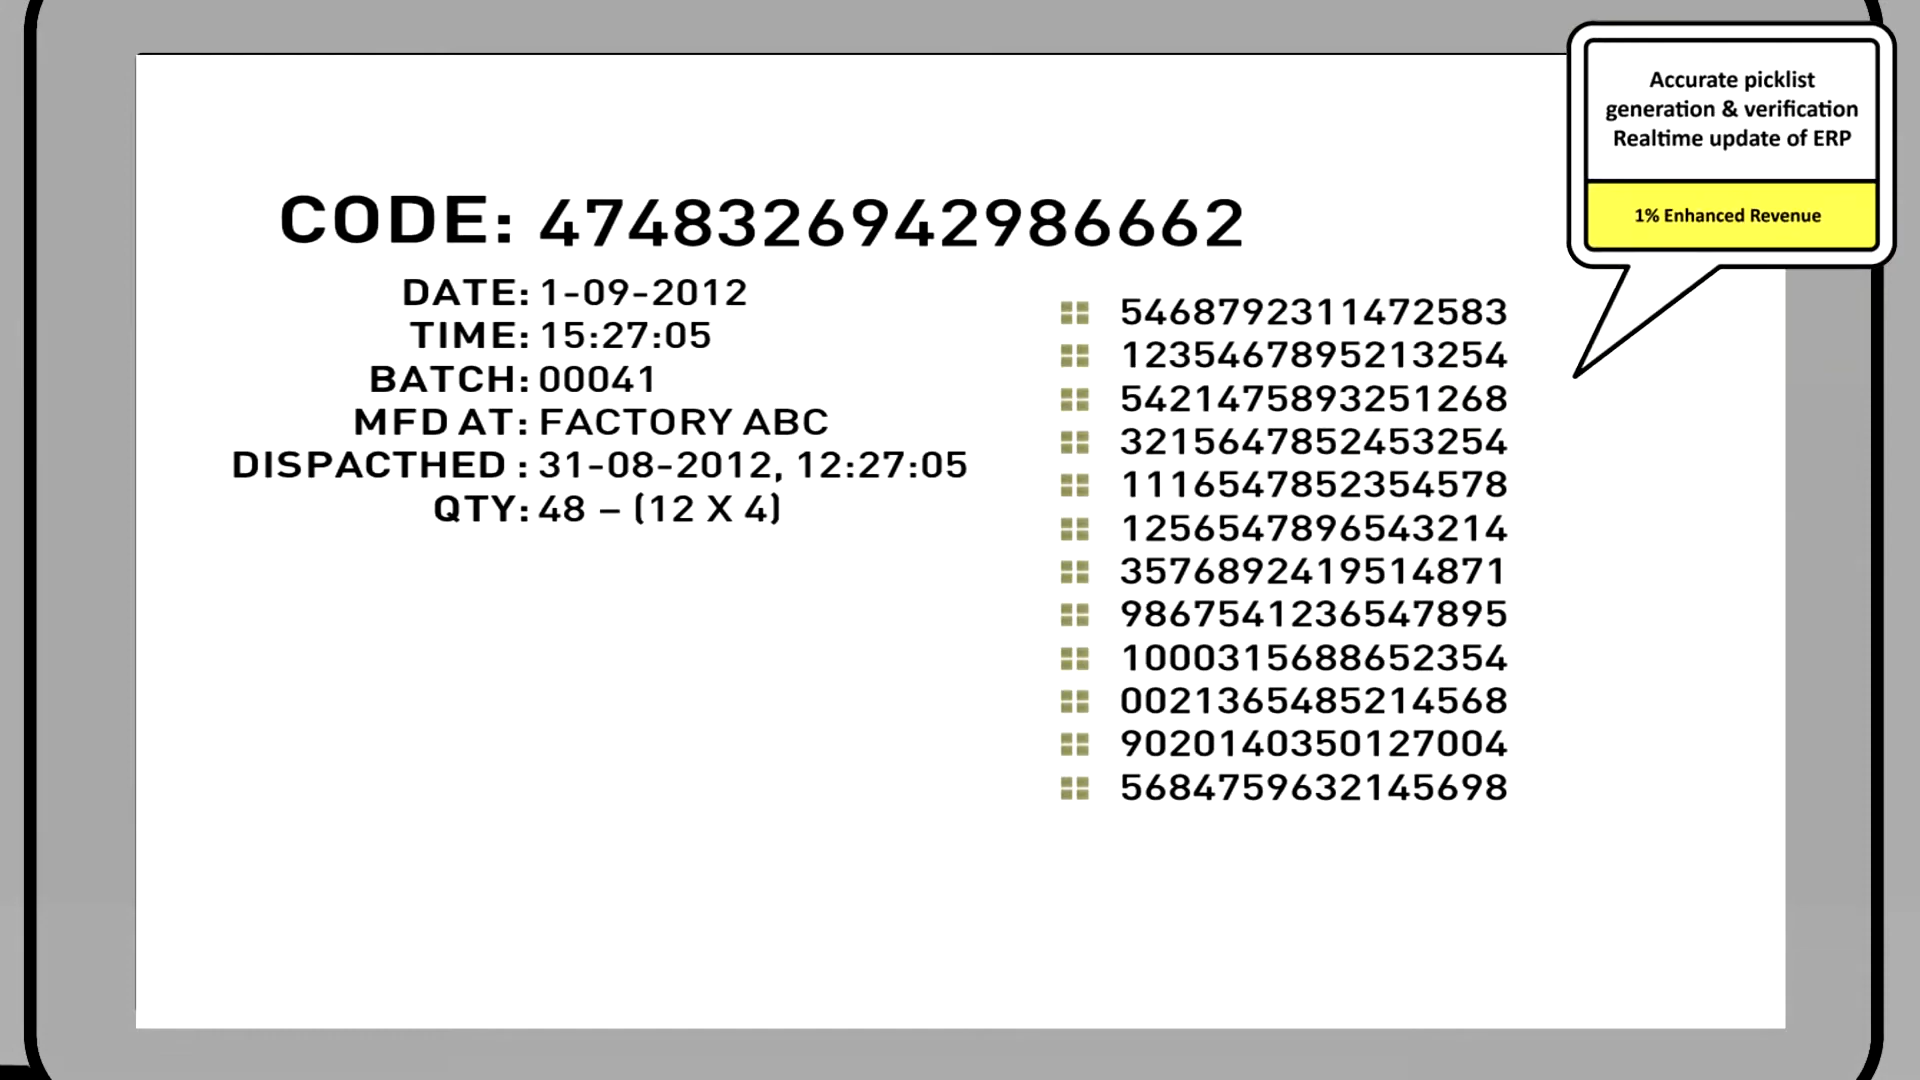 Accurate picklist
generation & verification
Realtime update of ERP
1% Enhanced Revenue
CODE: 4748326942986662
DATE: 1-09-2012
TIME: 15:27:05
BATCH: 00041
MFD AT: FACTORY ABC
DISPACTHED : 31-08-2012, 12:27:05
QTY: 48 – (12 X 4)
5468792311472583
1235467895213254
5421475893251268
3215647852453254
1116547852354578
1256547896543214
3576892419514871
9867541236547895
1000315688652354
0021365485214568
9020140350127004
5684759632145698